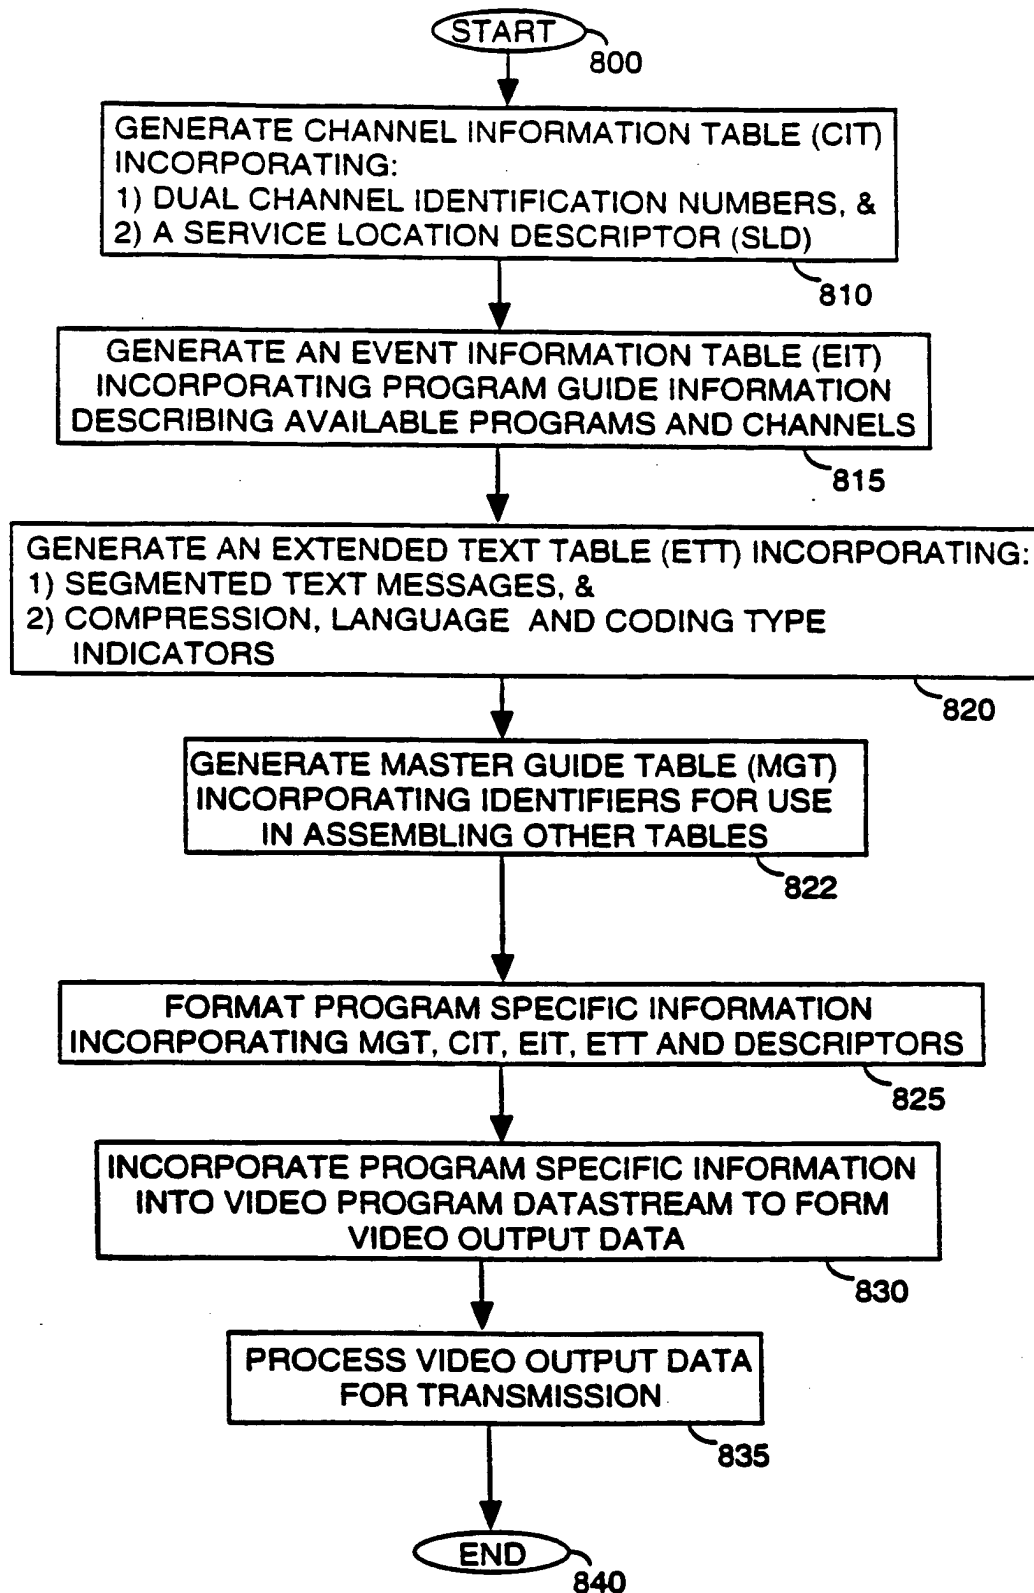 START
800
GENERATE CHANNEL INFORMATION TABLE (CIT)
INCORPORATING:
1) DUAL CHANNEL IDENTIFICATION NUMBERS, &
2) A SERVICE LOCATION DESCRIPTOR (SLD)
810
GENERATE AN EVENT INFORMATION TABLE (EIT)
INCORPORATING PROGRAM GUIDE INFORMATION
DESCRIBING AVAILABLE PROGRAMS AND CHANNELS
815
GENERATE AN EXTENDED TEXT TABLE (ETT) INCORPORATING:
1) SEGMENTED TEXT MESSAGES, &
2) COMPRESSION, LANGUAGE AND CODING TYPE
INDICATORS
820
GENERATE MASTER GUIDE TABLE (MGT)
INCORPORATING IDENTIFIERS FOR USE
IN ASSEMBLING OTHER TABLES
822
FORMAT PROGRAM SPECIFIC INFORMATION
INCORPORATING MGT, CIT, EIT, ETT AND DESCRIPTORS
825
INCORPORATE PROGRAM SPECIFIC INFORMATION
INTO VIDEO PROGRAM DATASTREAM TO FORM
VIDEO OUTPUT DATA
830
PROCESS VIDEO OUTPUT DATA
FOR TRANSMISSION
835
END
840